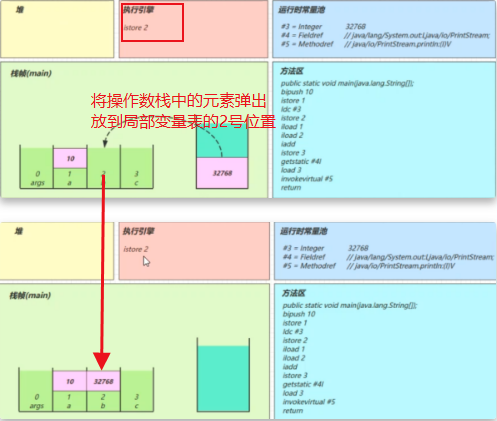 堆
执行引擎
istore 2
运行时常量池
#3 = Integer 32768
#4 = Fieldref // java/lang/System.out:Ljava/io/PrintStream;
#5 = Methodref // java/io/PrintStream.println:(I)V
栈帧(main)
将操作数栈中的元素弹出
放到局部变量表的2号位置
10
32768
0 1 2 3
args a b c
方法区
public static void main(java.lang.String[]);
bipush 10
istore 1
ldc #3
istore 2
iload 1
iload 2
iadd
istore 3
getstatic #4l
load 3
invokevirtual #5
return
堆
执行引擎
istore 2
运行时常量池
#3 = Integer 32768
#4 = Fieldref // java/lang/System.out:Ljava/io/PrintStream;
#5 = Methodref // java/io/PrintStream.println:(I)V
栈帧(main)
10 32768
0 1 2 3
args a b c
方法区
public static void main(java.lang.String[]);
bipush 10
istore 1
ldc #3
istore 2
iload 1
iload 2
iadd
istore 3
getstatic #4l
load 3
invokevirtual #5
return